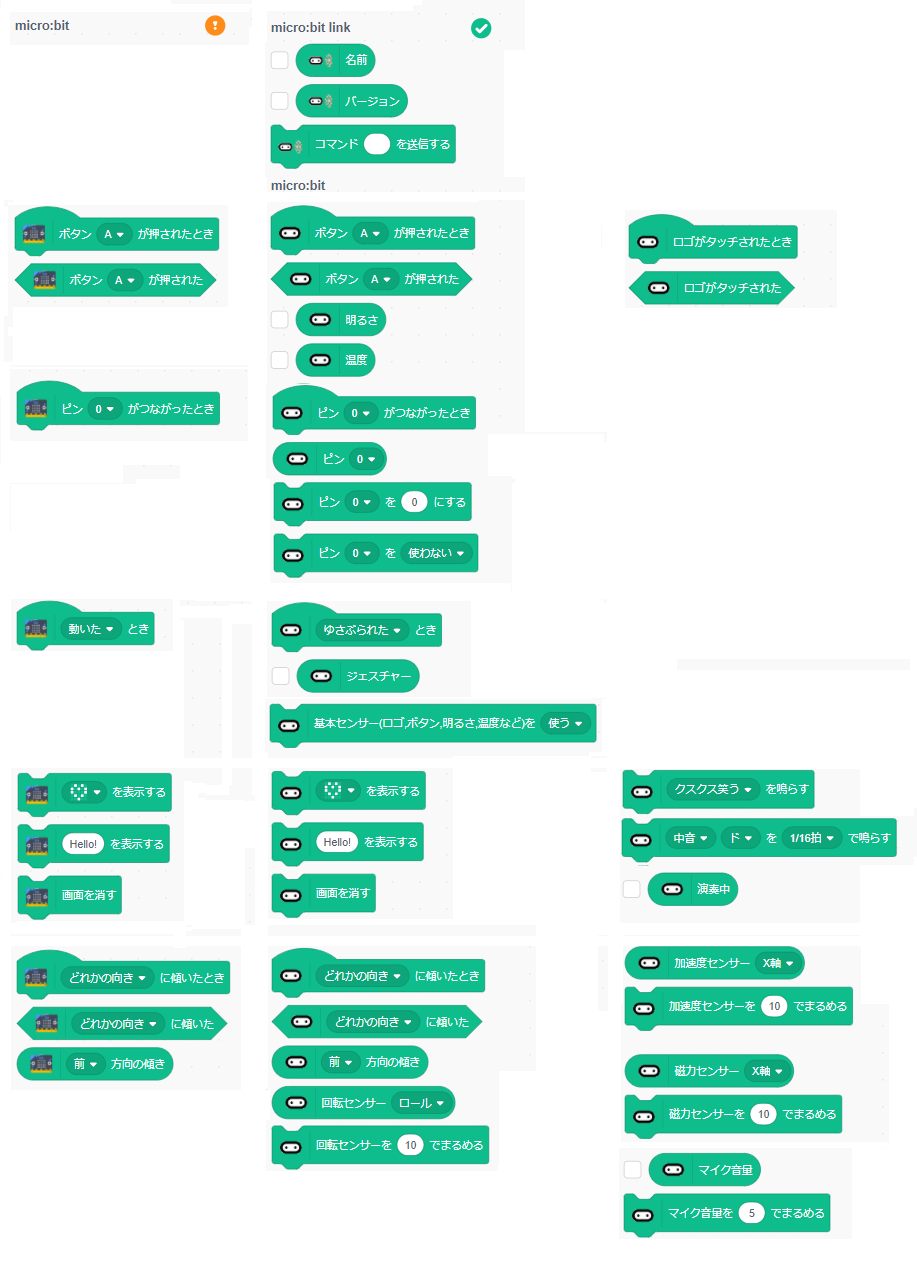 micro:bit
micro:bit link
名前
バージョン
コマンド を送信する
micro:bit
ボタン A が押されたとき
ボタン A が押されたとき
ロゴがタッチされたとき
ボタン A が押された
ボタン A が押された
ロゴがタッチされた
明るさ
温度
ピン 0 がつながったとき
ピン 0 がつながったとき
ピン 0
ピン 0 を 0 にする
ピン 0 を 使わない
動いた とき
ゆさぶられた とき
ジェスチャー
基本センサー(ロゴ,ボタン,明るさ,温度など)を 使う
を表示する
を表示する
クスクス笑う を鳴らす
Hello! を表示する
Hello! を表示する
中音 ド を 1/16拍 で鳴らす
画面を消す
画面を消す
演奏中
どれかの向き に傾いたとき
どれかの向き に傾いたとき
加速度センサー X軸
どれかの向き に傾いた
どれかの向き に傾いた
加速度センサーを 10 でまるめる
前 方向の傾き
前 方向の傾き
磁力センサー X軸
回転センサー ロール
磁力センサーを 10 でまるめる
回転センサーを 10 でまるめる
マイク音量
マイク音量を 5 でまるめる